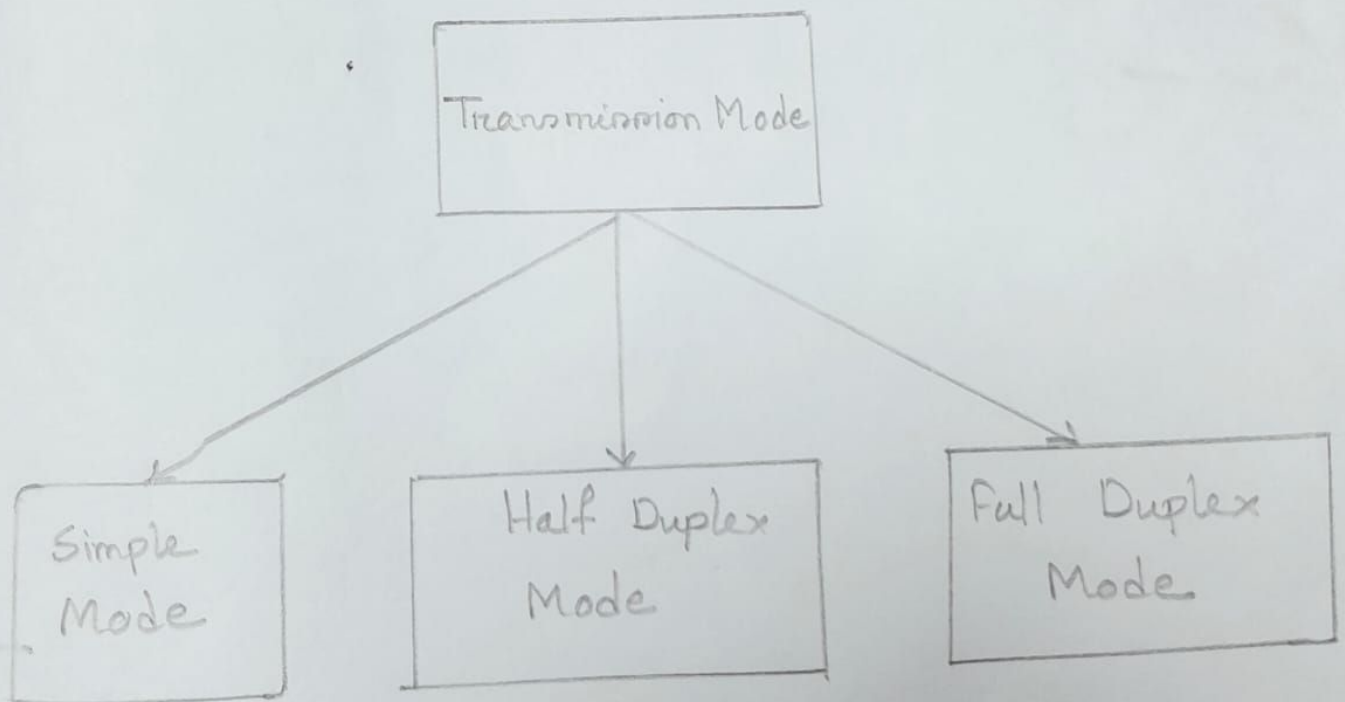 Transmission Mode
Simple
Mode
Half Duplex
Mode
Full Duplex
Mode